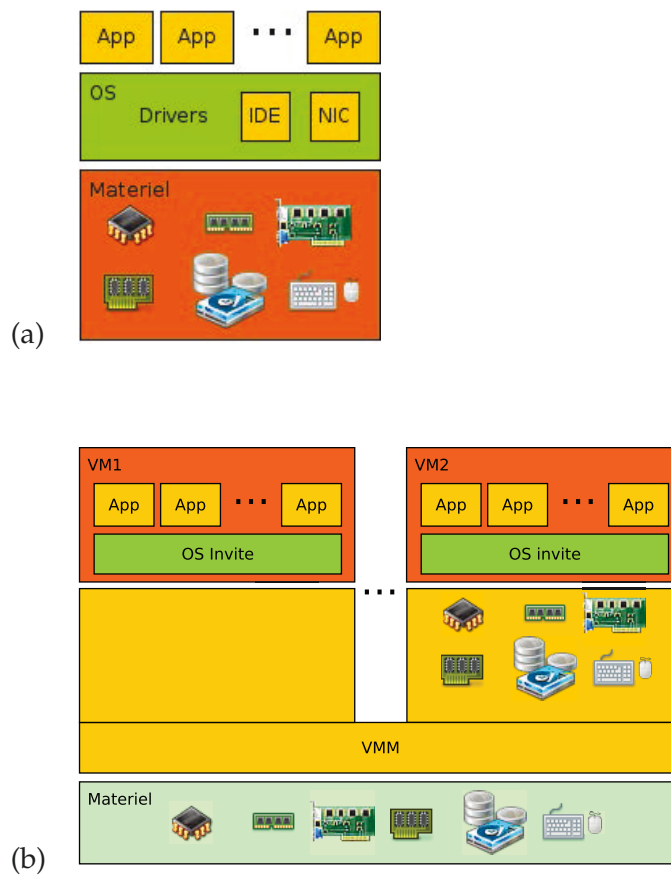 App App ... App
OS
Drivers IDE NIC
Materiel
(a)
VM1 VM2
App App ... App App App ... App
OS Invite OS invite
...
VMM
Materiel
(b)